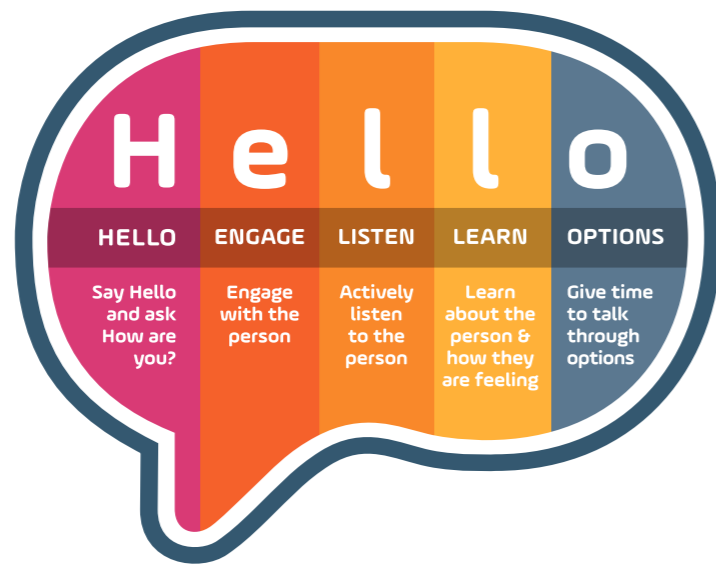 Hello
HELLO
Say Hello
and ask
How are
you?
ENGAGE
Engage
with the
person
LISTEN
Actively
listen
to the
person
LEARN
Learn
about the
person &
how they
are feeling
OPTIONS
Give time
to talk
through
options